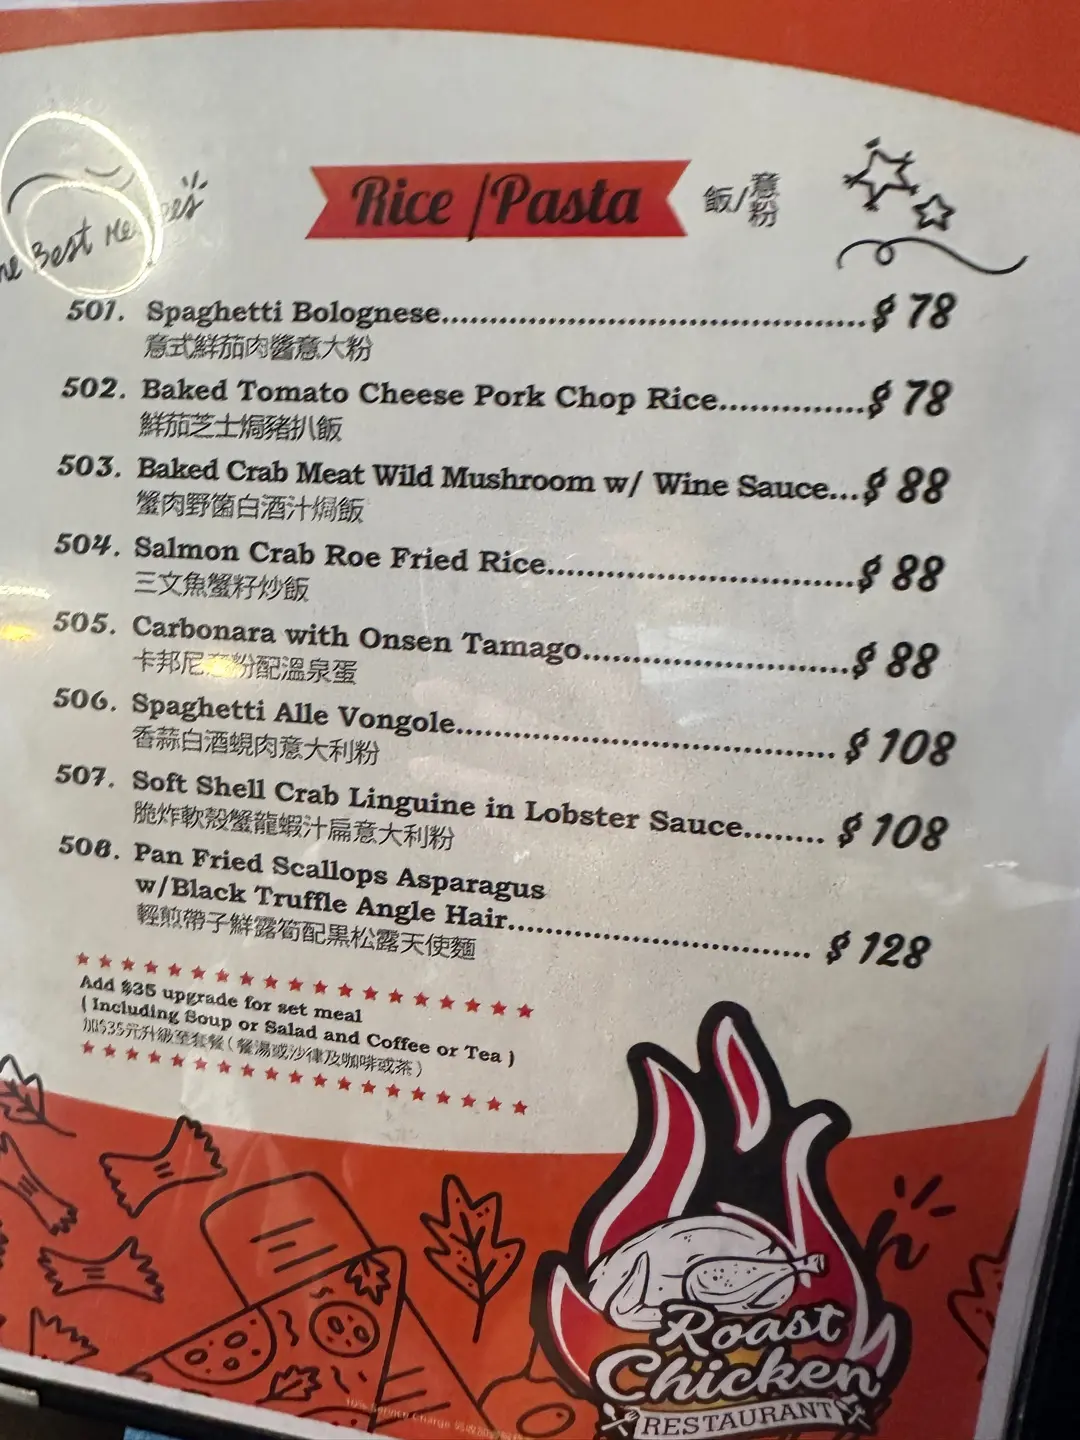 The Best Memories
Rice / Pasta 飯/意粉
501. Spaghetti Bolognese........ $ 78
意式鮮茄肉醬意大粉
502. Baked Tomato Cheese Pork Chop Rice........ $ 78
鮮茄芝士焗豬扒飯
503. Baked Crab Meat Wild Mushroom w/ Wine Sauce... $ 88
蟹肉野菌白酒汁焗飯
504. Salmon Crab Roe Fried Rice........ $ 88
三文魚蟹籽炒飯
505. Carbonara with Onsen Tamago........ $ 88
卡邦尼意粉配溫泉蛋
506. Spaghetti Alle Vongole........ $ 108
香蒜白酒蜆肉意大利粉
507. Soft Shell Crab Linguine in Lobster Sauce........ $ 108
脆炸軟殼蟹龍蝦汁扁意大利粉
508. Pan Fried Scallops Asparagus
w/Black Truffle Angle Hair........ $ 128
輕煎帶子鮮露筍配黑松露天使麵
Add $35 upgrade for set meal
( Including Soup or Salad and Coffee or Tea )
加$35元升級至套餐 ( 餐湯或沙律及咖啡或茶 )
Roast
Chicken
RESTAURANT
10% Service Charge